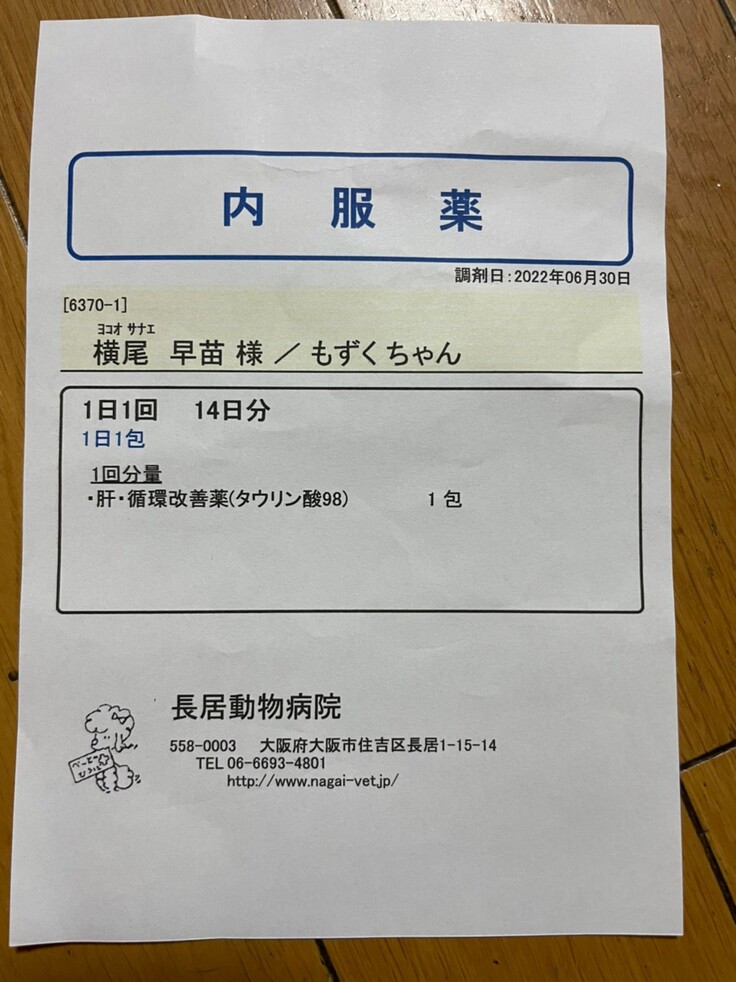 内服薬
調剤日：2022年06月30日
[6370-1]
ﾖｺｵ ｻﾅｴ
横尾 早苗 様 ／ もずくちゃん
1日1回 14日分
1日1包
1回分量
・肝・循環改善薬(タウリン酸98) 1 包
長居動物病院
558-0003 大阪府大阪市住吉区長居1-15-14
TEL 06-6693-4801
http://www.nagai-vet.jp/